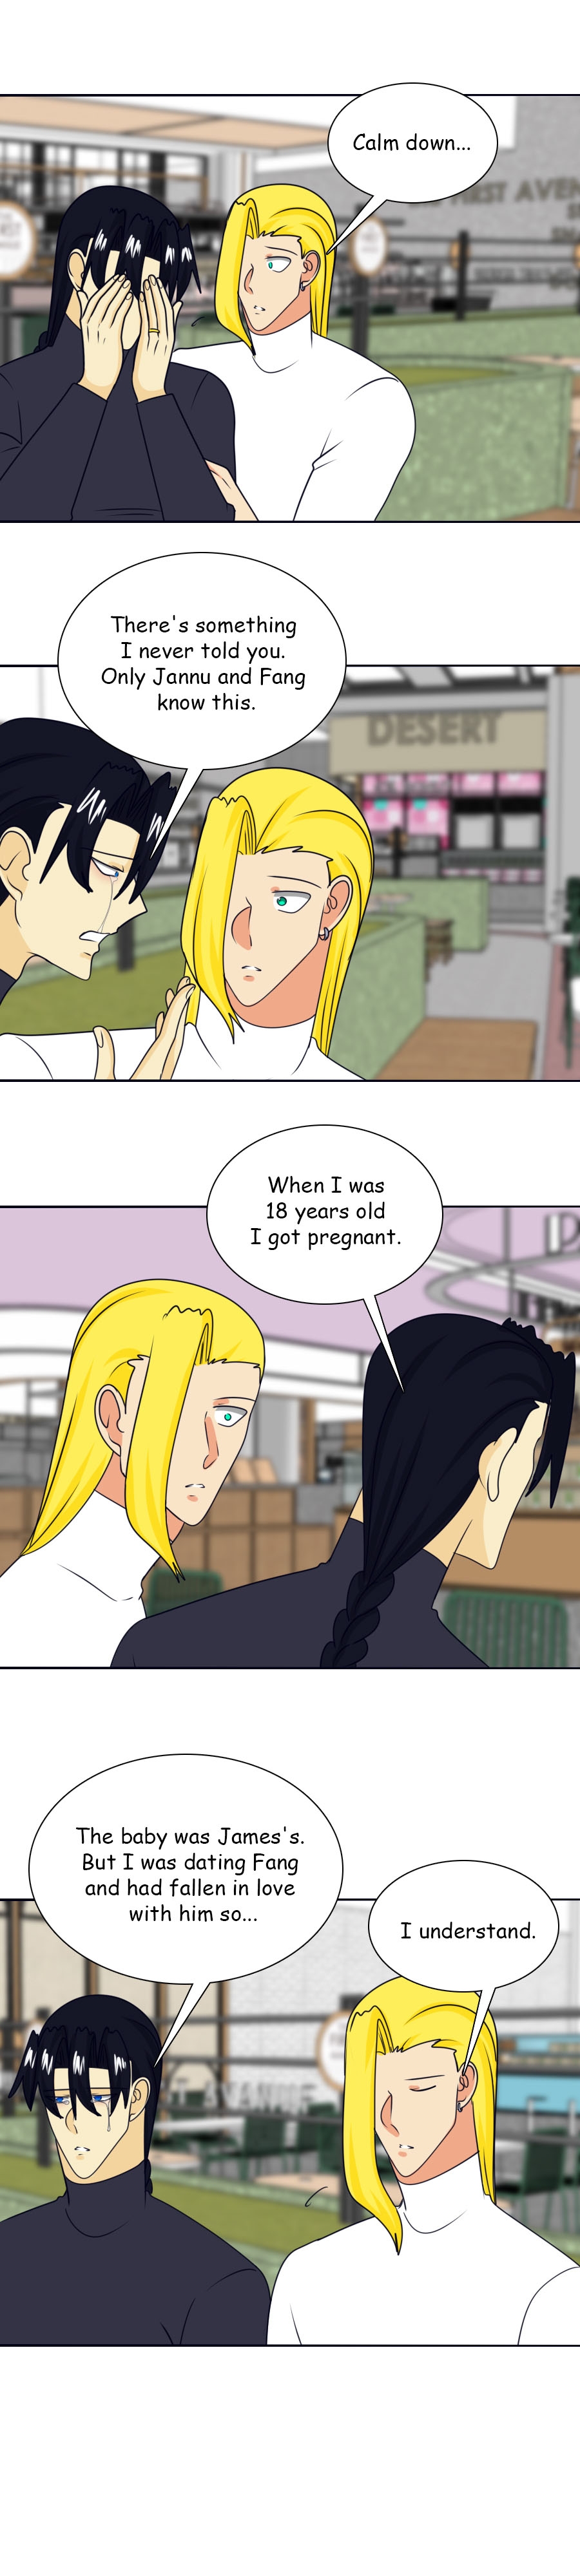 Calm down...
FIRST AVEN
There's something
I never told you.
Only Jannu and Fang
know this.
DESERT
When I was
18 years old
I got pregnant.
The baby was James's.
But I was dating Fang
and had fallen in love
with him so...
I understand.